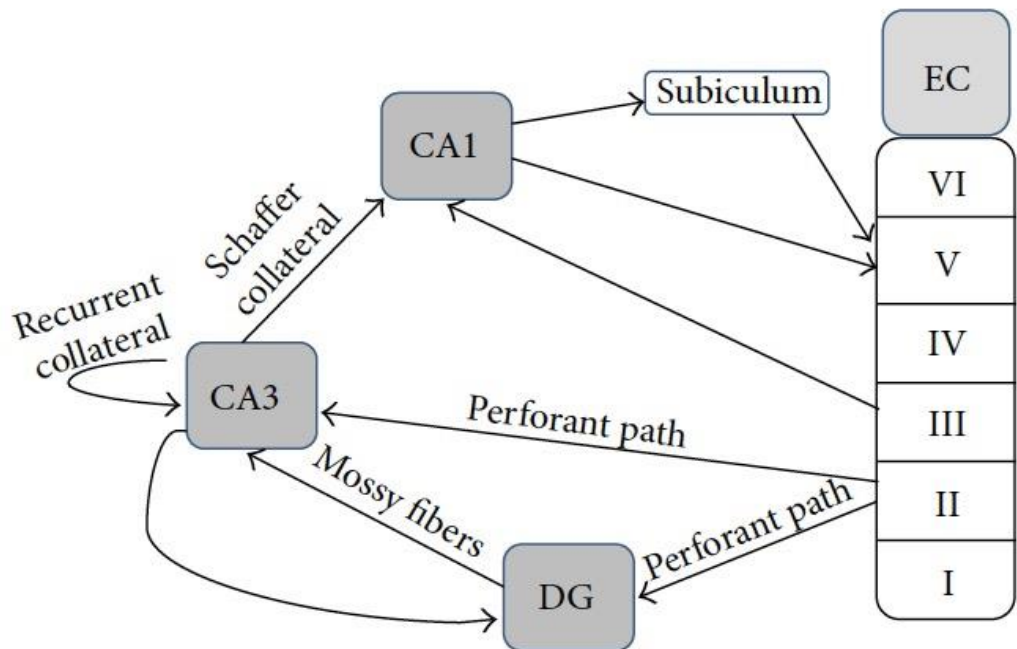 EC
Subiculum
CA1
VI
Schaffer
collateral
V
Recurrent
collateral
IV
CA3
Perforant path
III
Mossy fibers
Perforant path
II
DG
I